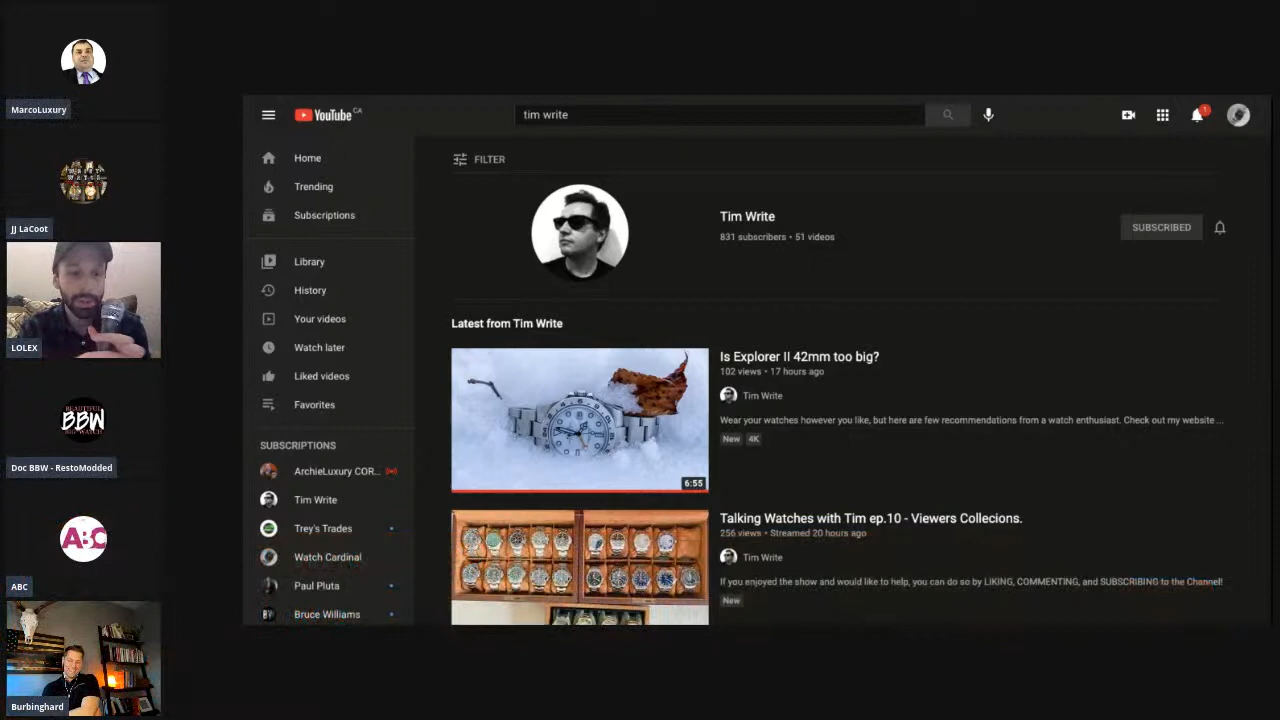 MarcoLuxury
JJ LaCoot
LOLEX
BEAUTIFUL
BBW
Doc BBW - RestoModded
ABC
ABC
Burbinghard
YouTube CA
tim write
1
Home
Trending
Subscriptions
Library
History
Your videos
Watch later
Liked videos
Favorites
SUBSCRIPTIONS
ArchieLuxury COR...
Tim Write
Trey's Trades
Watch Cardinal
Paul Pluta
Bruce Williams
FILTER
Tim Write
831 subscribers • 51 videos
SUBSCRIBED
Latest from Tim Write
6:55
Is Explorer II 42mm too big?
102 views • 17 hours ago
Tim Write
Wear your watches however you like, but here are few recommendations from a watch enthusiast. Check out my website ...
New 4K
Talking Watches with Tim ep.10 - Viewers Collecions.
256 views • Streamed 20 hours ago
Tim Write
If you enjoyed the show and would like to help, you can do so by LIKING, COMMENTING, and SUBSCRIBING to the Channel!
New